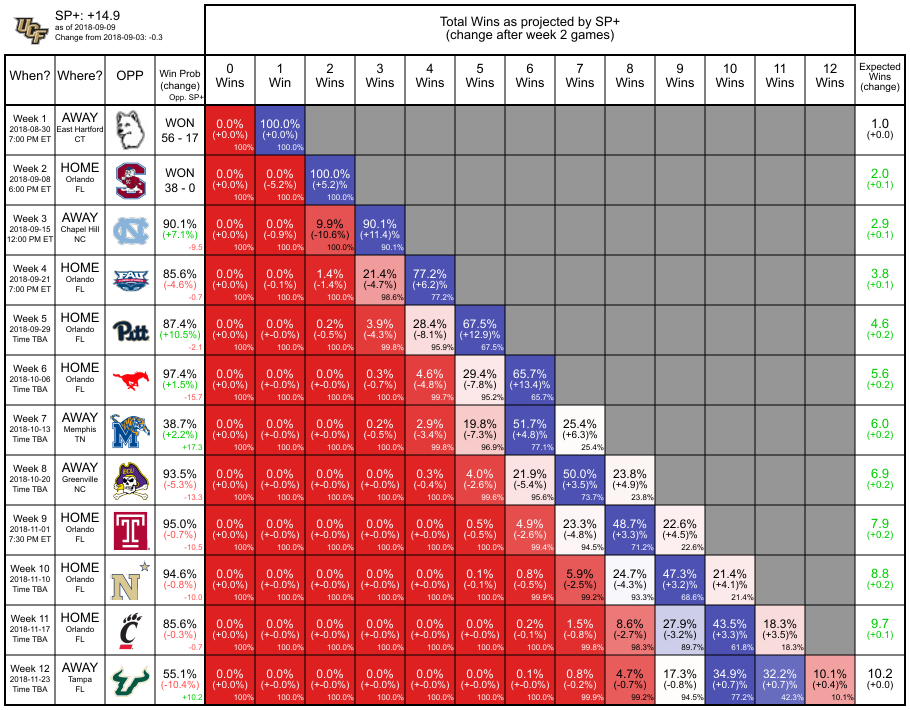 UCF
SP+: +14.9
as of 2018-09-09
Change from 2018-09-03: -0.3
Total Wins as projected by SP+
(change after week 2 games)
When? Where? OPP Win Prob (change) Opp. SP+ 0 Wins 1 Win 2 Wins 3 Wins 4 Wins 5 Wins 6 Wins 7 Wins 8 Wins 9 Wins 10 Wins 11 Wins 12 Wins Expected Wins (change)
Week 1 AWAY WON 0.0% 100.0% 1.0
2018-08-30 East Hartford 56 - 17 (+0.0%) (+0.0%) (+0.0)
7:00 PM ET CT 100% 100.0%
Week 2 HOME S WON 0.0% 0.0% 100.0% 2.0
2018-09-08 Orlando 38 - 0 (+0.0%) (-5.2%) (+5.2)% (+0.1)
6:00 PM ET FL 100% 100.0% 100.0%
Week 3 AWAY NC 90.1% 0.0% 0.0% 9.9% 90.1% 2.9
2018-09-15 Chapel Hill (+7.1%) (+0.0%) (-0.9%) (-10.6%) (+11.4)% (+0.1)
12:00 PM ET NC -9.5 100% 100.0% 100.0% 90.1%
Week 4 HOME FAU 85.6% 0.0% 0.0% 1.4% 21.4% 77.2% 3.8
2018-09-21 Orlando (-4.6%) (+0.0%) (-0.1%) (-1.4%) (-4.7%) (+6.2)% (+0.1)
7:00 PM ET FL -0.7 100% 100.0% 100.0% 98.6% 77.2%
Week 5 HOME Pitt 87.4% 0.0% 0.0% 0.2% 3.9% 28.4% 67.5% 4.6
2018-09-29 Orlando (+10.5%) (+0.0%) (+-0.0%) (-0.5%) (-4.3%) (-8.1%) (+12.9)% (+0.2)
Time TBA FL -2.1 100% 100.0% 100.0% 99.8% 95.9% 67.5%
Week 6 HOME 97.4% 0.0% 0.0% 0.0% 0.3% 4.6% 29.4% 65.7% 5.6
2018-10-06 Orlando (+1.5%) (+0.0%) (+-0.0%) (+-0.0%) (-0.7%) (-4.8%) (-7.8%) (+13.4)% (+0.2)
Time TBA FL -15.7 100% 100.0% 100.0% 100.0% 99.7% 95.2% 65.7%
Week 7 AWAY M 38.7% 0.0% 0.0% 0.0% 0.2% 2.9% 19.8% 51.7% 25.4% 6.0
2018-10-13 Memphis (+2.2%) (+0.0%) (+-0.0%) (+-0.0%) (-0.5%) (-3.4%) (-7.3%) (+4.8)% (+6.3)% (+0.2)
Time TBA TN +17.3 100% 100.0% 100.0% 100.0% 99.8% 96.9% 77.1% 25.4%
Week 8 AWAY ECU 93.5% 0.0% 0.0% 0.0% 0.0% 0.3% 4.0% 21.9% 50.0% 23.8% 6.9
2018-10-20 Greenville (-5.3%) (+0.0%) (+-0.0%) (+-0.0%) (+-0.0%) (-0.4%) (-2.6%) (-5.4%) (+3.5)% (+4.9)% (+0.2)
Time TBA NC -13.3 100% 100.0% 100.0% 100.0% 100.0% 99.6% 95.6% 73.7% 23.8%
Week 9 HOME T 95.0% 0.0% 0.0% 0.0% 0.0% 0.0% 0.5% 4.9% 23.3% 48.7% 22.6% 7.9
2018-11-01 Orlando (-0.7%) (+0.0%) (+-0.0%) (+-0.0%) (+-0.0%) (+-0.0%) (-0.5%) (-2.6%) (-4.8%) (+3.3)% (+4.5)% (+0.2)
7:30 PM ET FL -10.5 100% 100.0% 100.0% 100.0% 100.0% 100.0% 99.4% 94.5% 71.2% 22.6%
Week 10 HOME N 94.6% 0.0% 0.0% 0.0% 0.0% 0.0% 0.1% 0.8% 5.9% 24.7% 47.3% 21.4% 8.8
2018-11-10 Orlando (-0.8%) (+0.0%) (+-0.0%) (+-0.0%) (+-0.0%) (+-0.0%) (-0.1%) (-0.5%) (-2.5%) (-4.3%) (+3.2)% (+4.1)% (+0.2)
Time TBA FL -10.0 100% 100.0% 100.0% 100.0% 100.0% 100.0% 99.9% 99.2% 93.3% 68.6% 21.4%
Week 11 HOME C 85.6% 0.0% 0.0% 0.0% 0.0% 0.0% 0.0% 0.2% 1.5% 8.6% 27.9% 43.5% 18.3% 9.7
2018-11-17 Orlando (-0.3%) (+0.0%) (+-0.0%) (+-0.0%) (+-0.0%) (+-0.0%) (+-0.0%) (-0.1%) (-0.8%) (-2.7%) (-3.2%) (+3.3)% (+3.5)% (+0.1)
Time TBA FL -0.7 100% 100.0% 100.0% 100.0% 100.0% 100.0% 100.0% 99.8% 98.3% 89.7% 61.8% 18.3%
Week 12 AWAY 55.1% 0.0% 0.0% 0.0% 0.0% 0.0% 0.0% 0.1% 0.8% 4.7% 17.3% 34.9% 32.2% 10.1% 10.2
2018-11-23 Tampa (-10.4%) (+0.0%) (+-0.0%) (+-0.0%) (+-0.0%) (+-0.0%) (+-0.0%) (+-0.0%) (-0.2%) (-0.7%) (-0.8%) (+0.7)% (+0.7)% (+0.4)% (+0.0)
Time TBA FL +10.2 100% 100.0% 100.0% 100.0% 100.0% 100.0% 100.0% 99.9% 99.2% 94.5% 77.2% 42.3% 10.1%